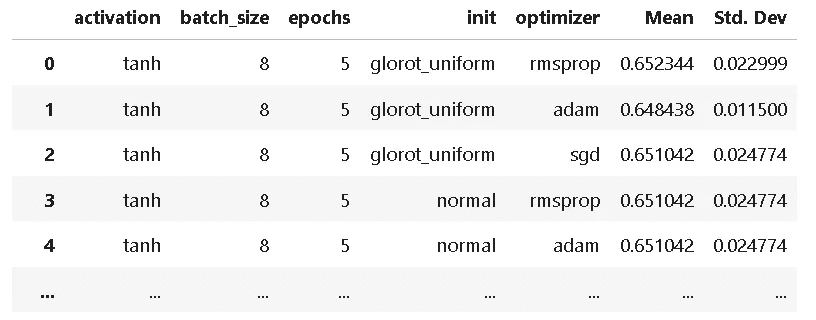 activation batch_size epochs init optimizer Mean Std. Dev
0 tanh 8 5 glorot_uniform rmsprop 0.652344 0.022999
1 tanh 8 5 glorot_uniform adam 0.648438 0.011500
2 tanh 8 5 glorot_uniform sgd 0.651042 0.024774
3 tanh 8 5 normal rmsprop 0.651042 0.024774
4 tanh 8 5 normal adam 0.651042 0.024774
... ... ... ... ... ... ... ...